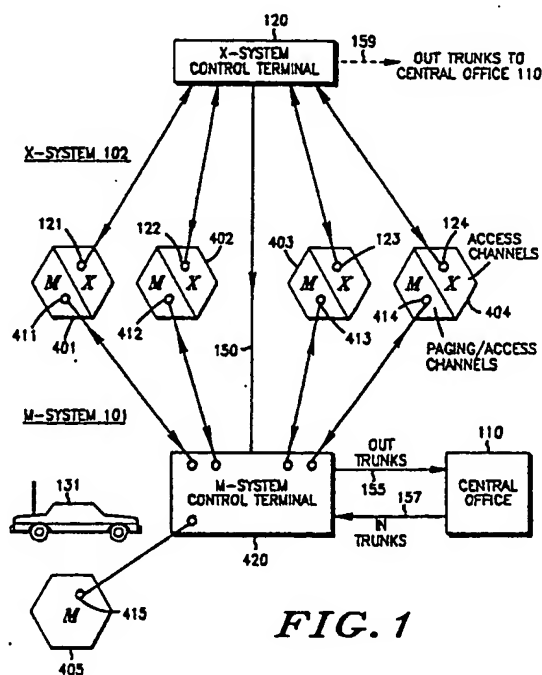 120
X-SYSTEM
CONTROL TERMINAL
159
OUT TRUNKS TO
CENTRAL OFFICE 110
X-SYSTEM 102
121
122
402
403
123
124
ACCESS
CHANNELS
M
X
M
X
M
X
M
X
411
401
412
413
414
404
150
PAGING/ACCESS
CHANNELS
M-SYSTEM 101
131
M-SYSTEM
CONTROL TERMINAL
420
OUT
TRUNKS
155
157
IN
TRUNKS
110
CENTRAL
OFFICE
M
415
405
FIG. 1